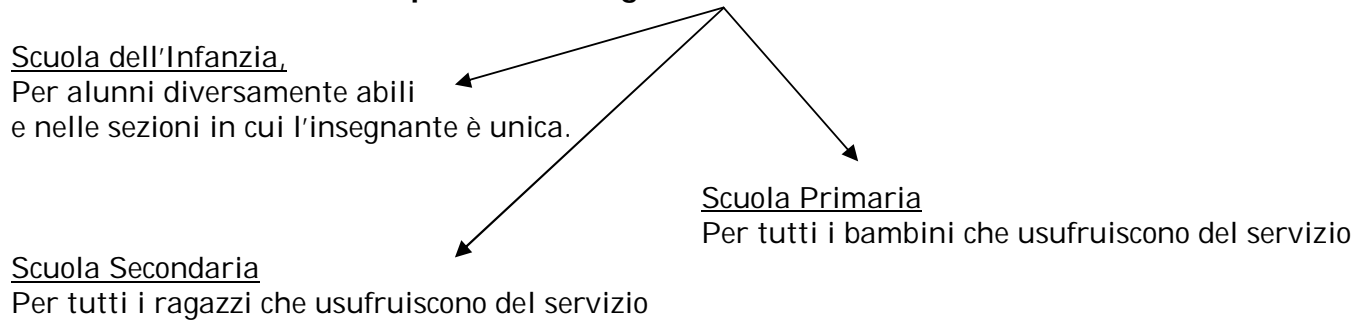 Scuola dell'Infanzia,
Per alunni diversamente abili
e nelle sezioni in cui l'insegnante è unica.
Scuola Primaria
Per tutti i bambini che usufruiscono del servizio
Scuola Secondaria
Per tutti i ragazzi che usufruiscono del servizio